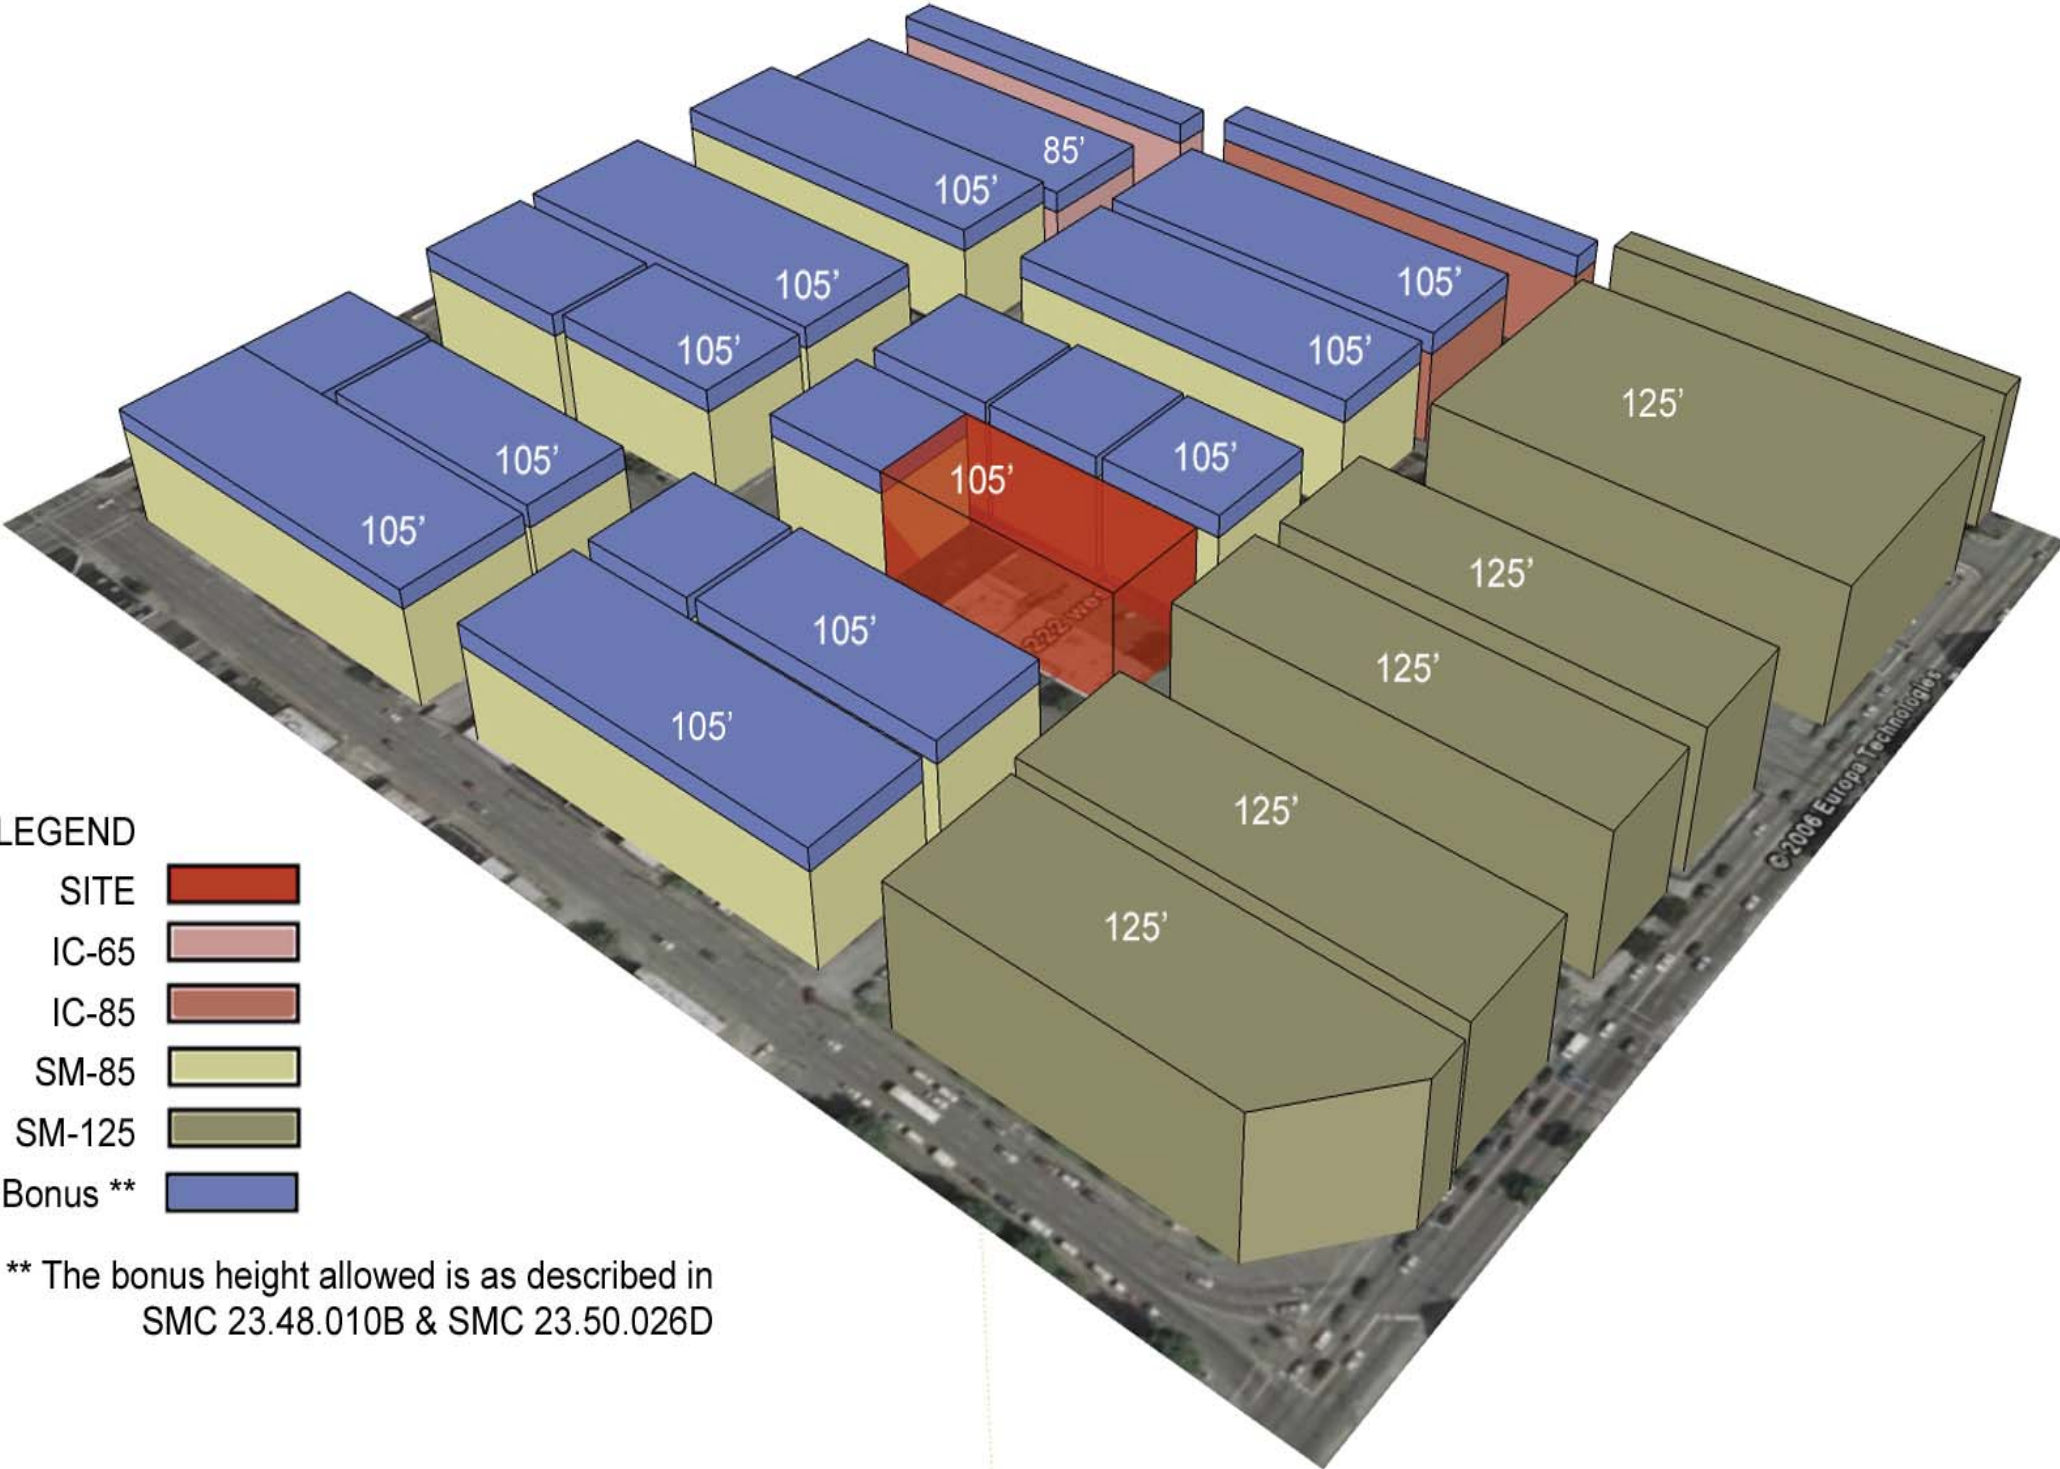 85'
105'
105'
105'
105'
105'
125'
105'
105'
105'
105'
125'
105'
125'
105'
125'
125'
222 wes
© 2006 Europa Technologies
LEGEND
SITE
IC-65
IC-85
SM-85
SM-125
Bonus **
** The bonus height allowed is as described in
SMC 23.48.010B & SMC 23.50.026D